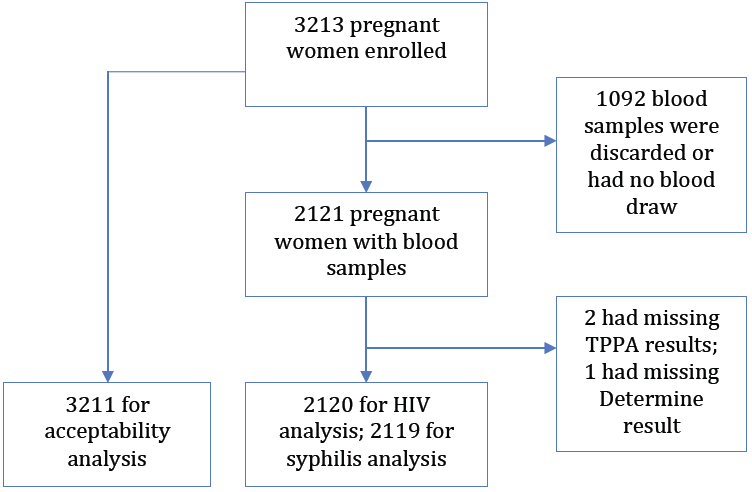 3213 pregnant
women enrolled
1092 blood
samples were
discarded or
had no blood
draw
2121 pregnant
women with blood
samples
2 had missing
TPPA results;
1 had missing
Determine
result
3211 for
acceptability
analysis
2120 for HIV
analysis; 2119 for
syphilis analysis